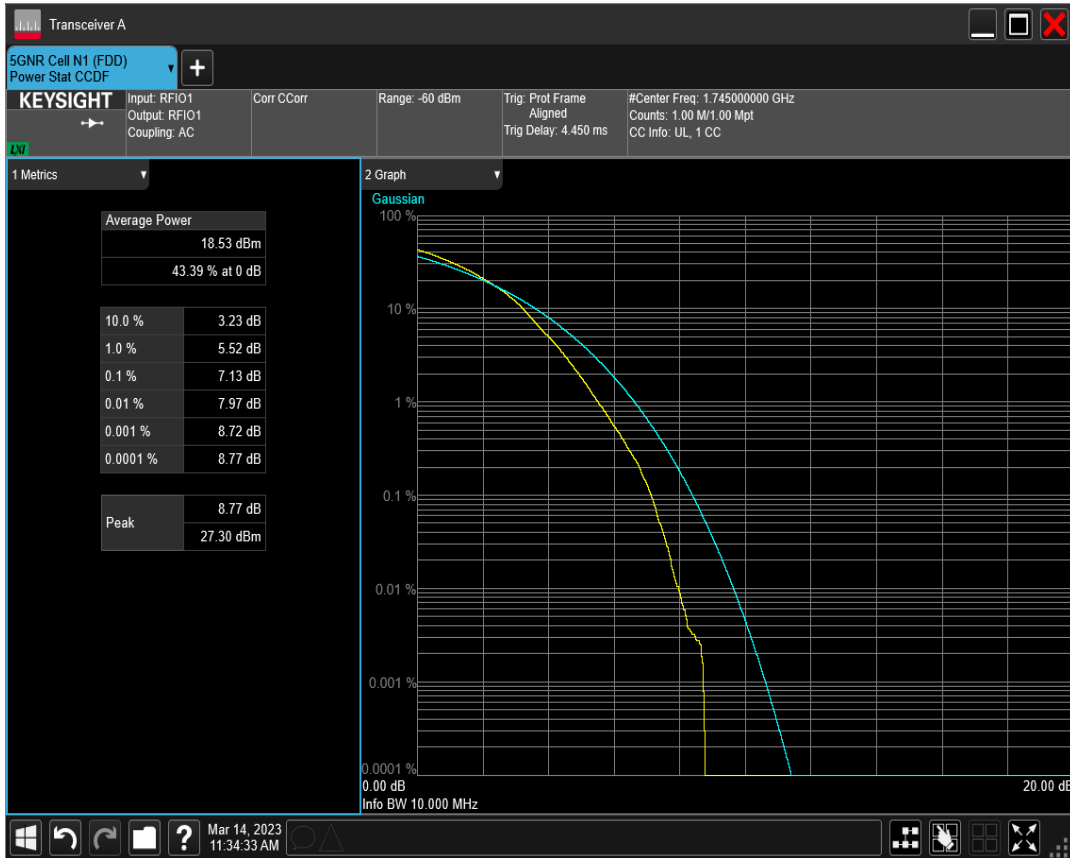 Transceiver A
5GNR Cell N1 (FDD)
Power Stat CCDF
+
KEYSIGHT
LXI
Input: RFIO1
Output: RFIO1
Coupling: AC
Corr CCorr
Range: -60 dBm
Trig: Prot Frame
Aligned
Trig Delay: 4.450 ms
#Center Freq: 1.745000000 GHz
Counts: 1.00 M/1.00 Mpt
CC Info: UL, 1 CC
1 Metrics
Average Power
18.53 dBm
43.39 % at 0 dB
10.0 % 3.23 dB
1.0 % 5.52 dB
0.1 % 7.13 dB
0.01 % 7.97 dB
0.001 % 8.72 dB
0.0001 % 8.77 dB
Peak
8.77 dB
27.30 dBm
2 Graph
Gaussian
100 %
10 %
1 %
0.1 %
0.01 %
0.001 %
0.0001 %
0.00 dB 20.00 dB
Info BW 10.000 MHz
?
Mar 14, 2023
11:34:33 AM